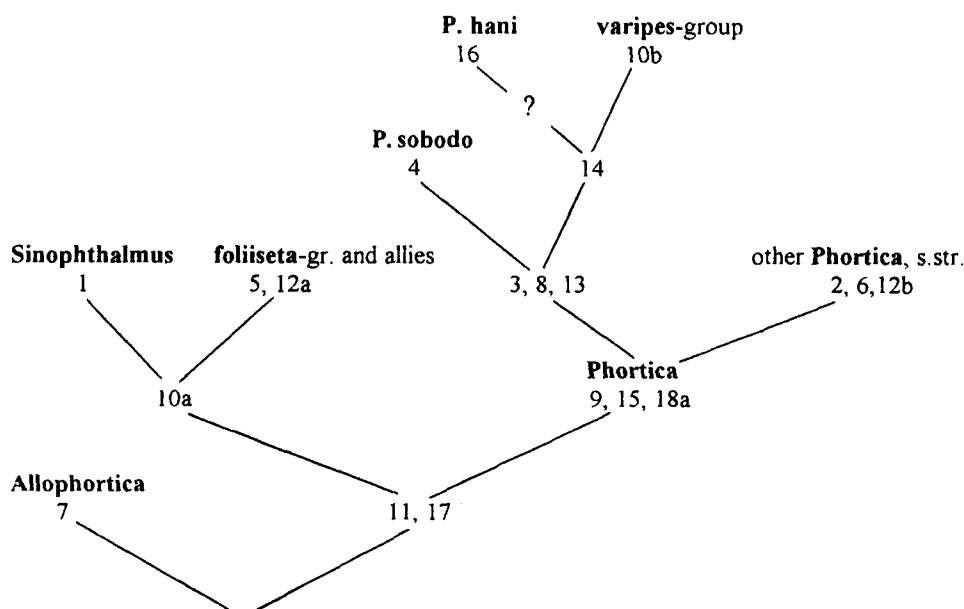 P. hani varipes-group
16 10b
?
P. sobodo
4 14
Sinophthalmus foliiseta-gr. and allies other Phortica, s.str.
1 5, 12a 3, 8, 13 2, 6,12b
Phortica
10a 9, 15, 18a
Allophortica
7 11, 17